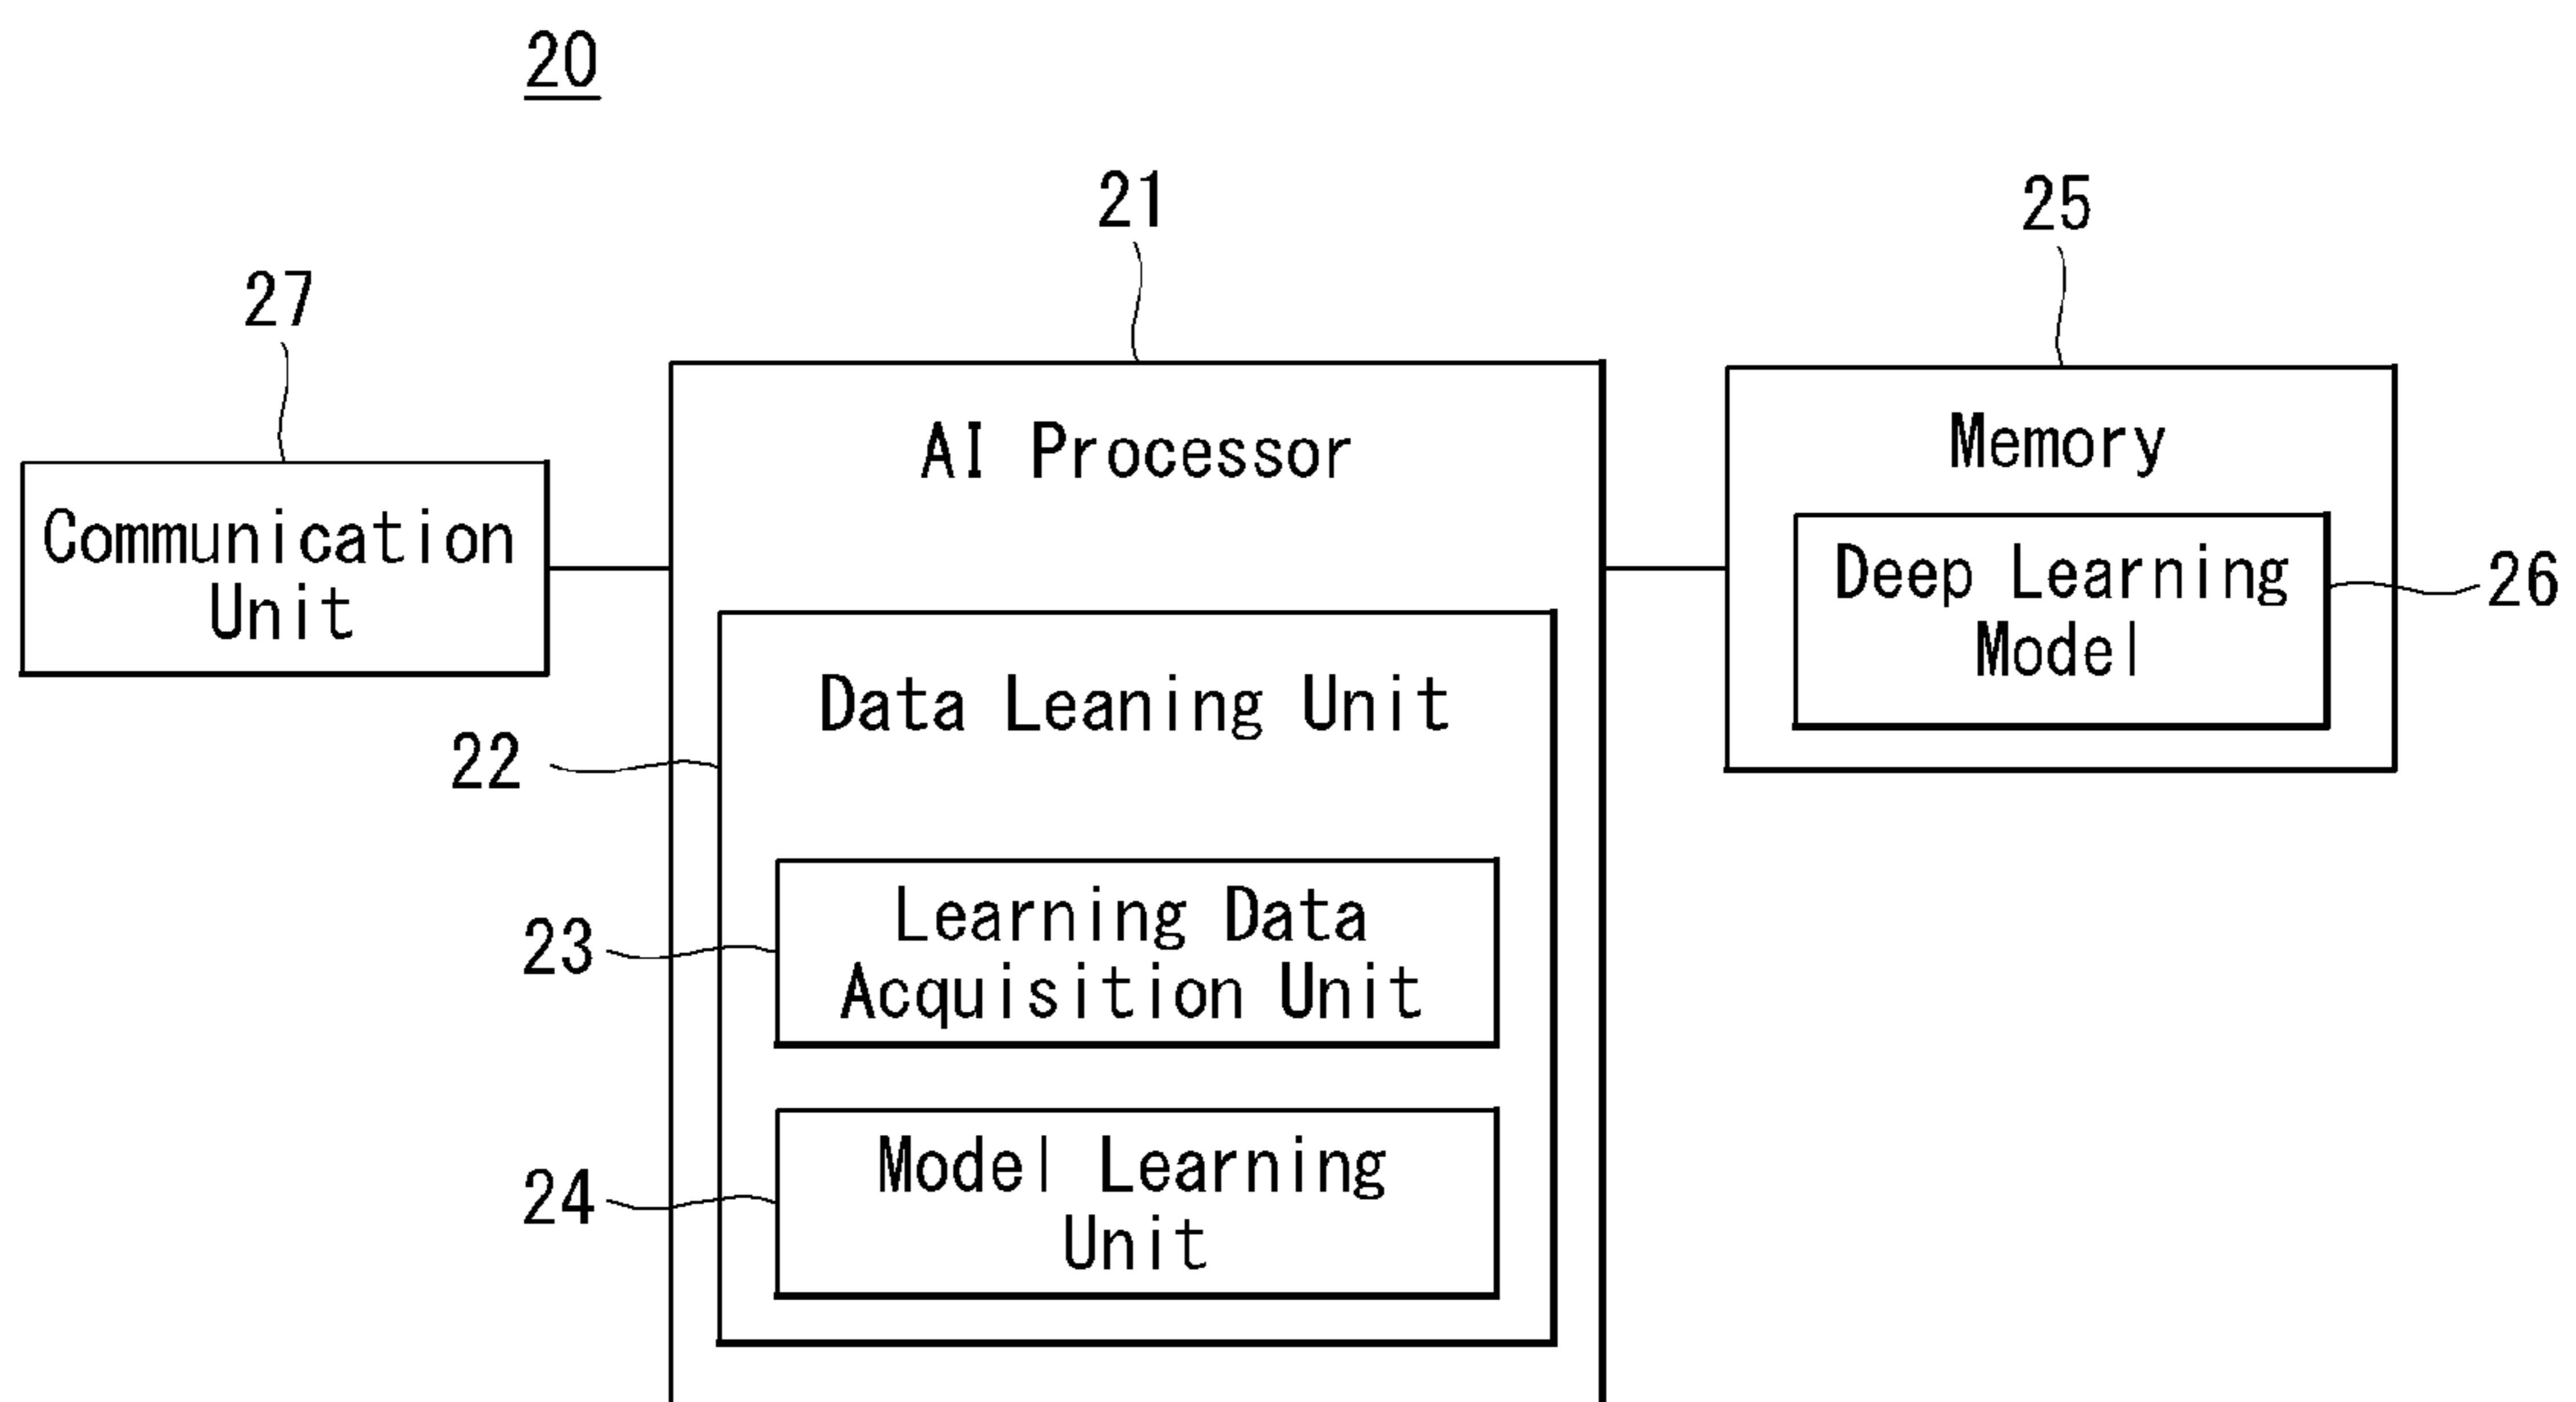 20
21
25
27
AI Processor
Memory
Communication
Unit
Deep Learning
Model
26
Data Leaning Unit
22
Learning Data
Acquisition Unit
23
Model Learning
Unit
24